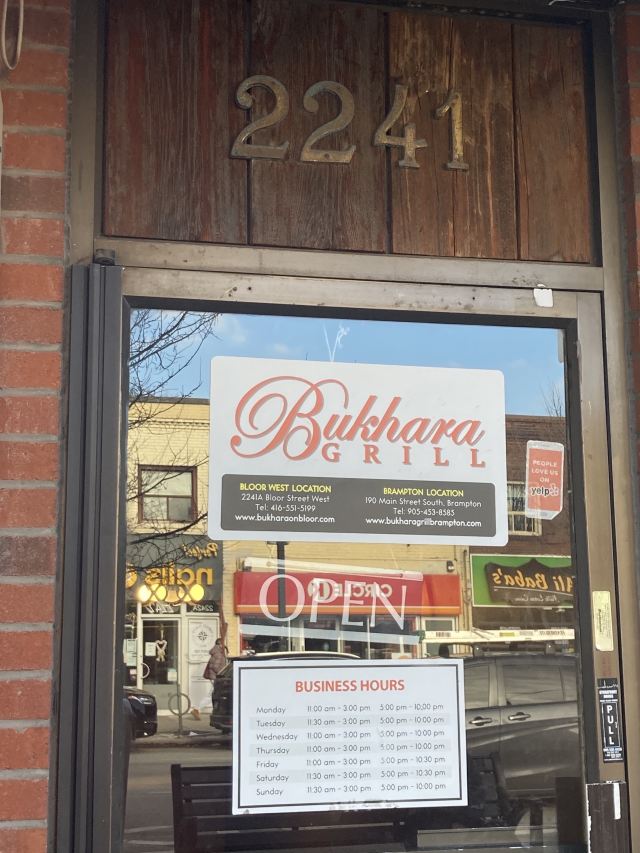 2241
Bukhara
GRILL
BLOOR WEST LOCATION
2241A Bloor Street West
Tel: 416-551-5199
www.bukharaonbloor.com
BRAMPTON LOCATION
190 Main Street South, Brampton
Tel: 905-453-8585
www.bukharagrillbrampton.com
PEOPLE
LOVE US
ON
yelp
nails
CIRCLE K
Ali Baba's
OPEN
BUSINESS HOURS
Monday 11:00 am - 3:00 pm 5:00 pm - 10;00 pm
Tuesday 11:30 am - 3:00 pm 5:00 pm - 10:00 pm
Wednesday 11:00 am - 3:00 pm 5:00 pm - 10:00 pm
Thursday 11:00 am - 3:00 pm 5:00 pm - 10:00 pm
Friday 11:00 am - 3:00 pm 5:00 pm - 10:30 pm
Saturday 11:30 am - 3:00 pm 5:00 pm - 10:30 pm
Sunday 11:30 am - 3:00 pm 5:00 pm - 10:00 pm
PULL